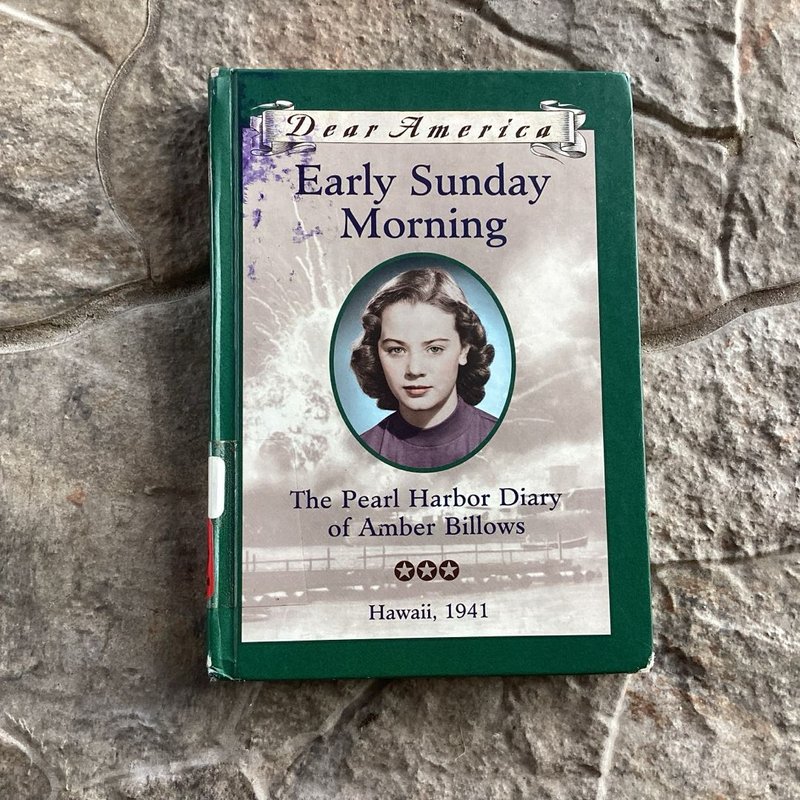 Dear America
Early Sunday
Morning
The Pearl Harbor Diary
of Amber Billows
Hawaii, 1941